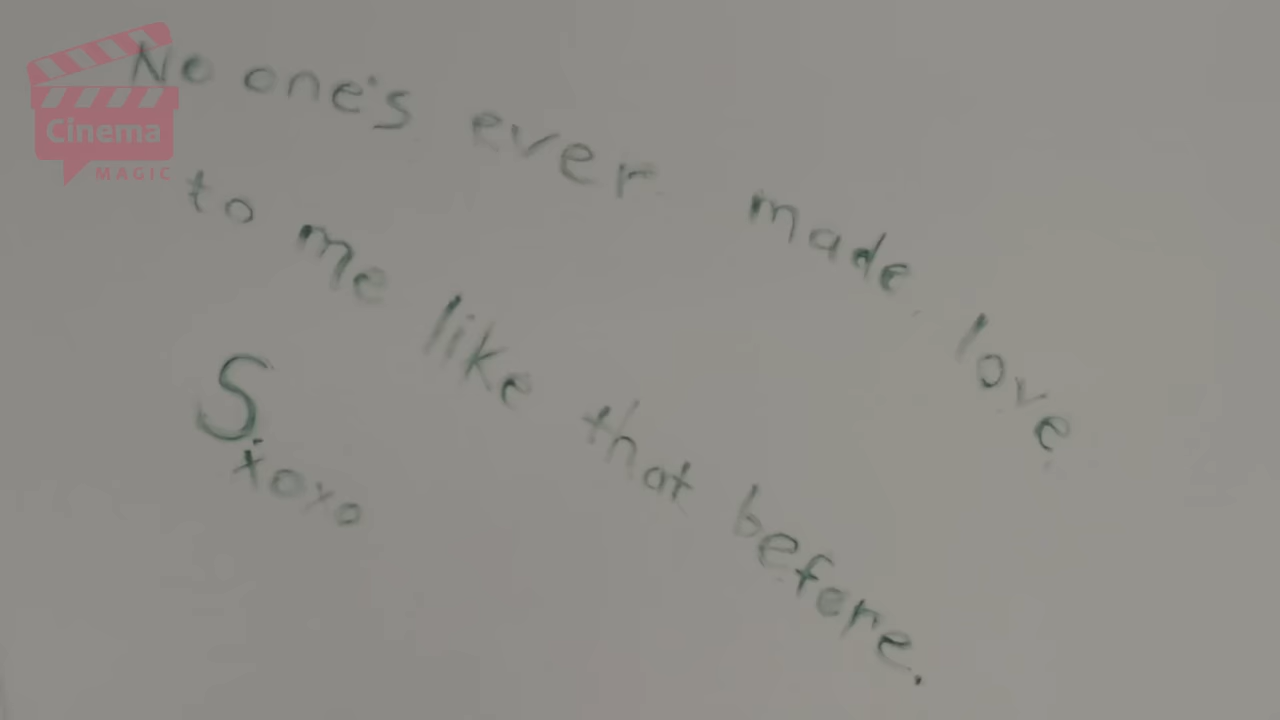 Cinema
MAGIC
No one's ever made love
to me like that before.
S
xoxo